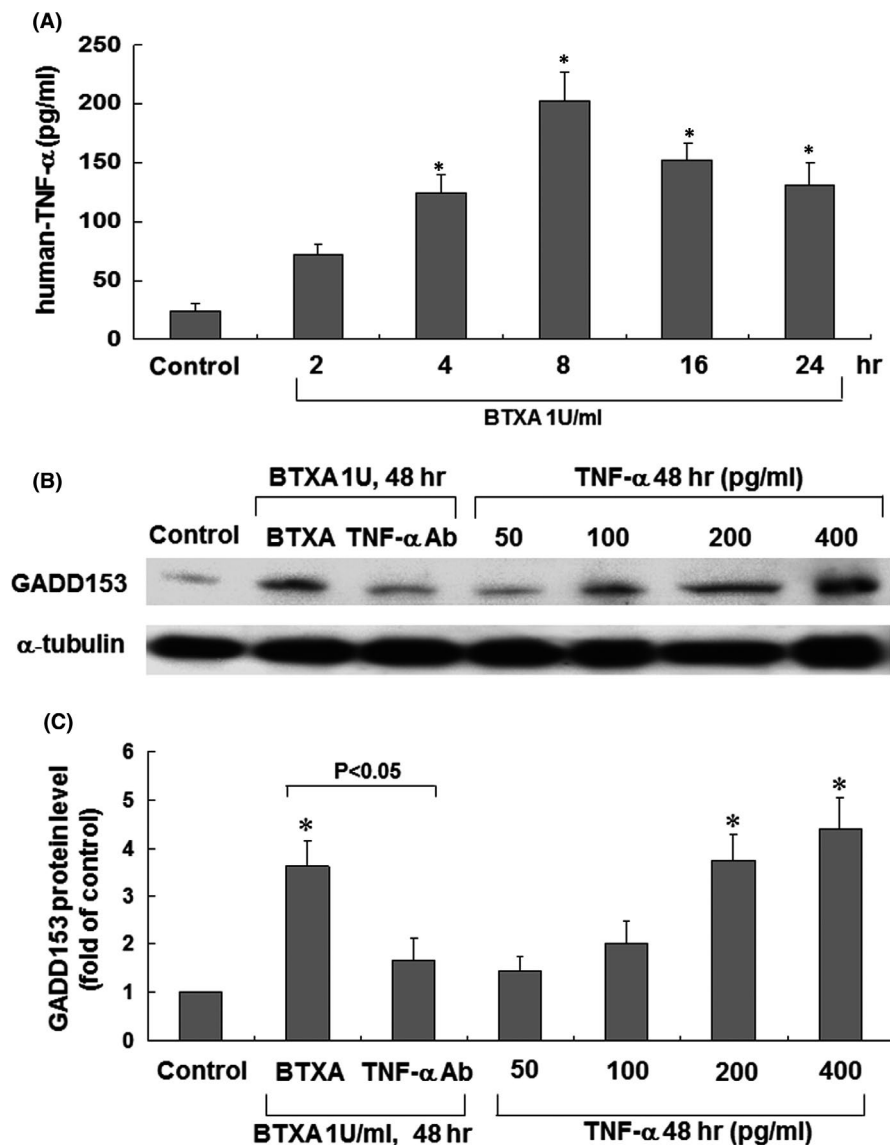 (A)
human-TNF-α (pg/ml)
250
200
150
100
50
0
*
*
*
*
Control 2 4 8 16 24 hr
BTXA 1U/ml
(B)
BTXA 1U, 48 hr TNF-α 48 hr (pg/ml)
Control BTXA TNF-α Ab 50 100 200 400
GADD153
α-tubulin
(C)
GADD153 protein level
(fold of control)
6
5
4
3
2
1
0
P<0.05
*
*
*
Control BTXA TNF-α Ab 50 100 200 400
BTXA 1U/ml, 48 hr TNF-α 48 hr (pg/ml)